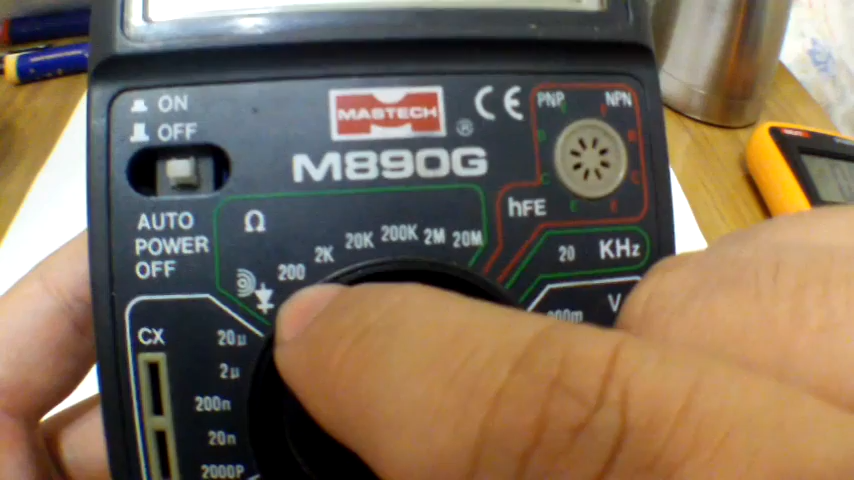 ON
OFF
MASTECH
®
CE
PNP NPN
M890G
hFE
AUTO
POWER
OFF
Ω
200 2K 20K 200K 2M 20M
20 KHz
V
CX
20µ
2µ
200n
20n
2000P